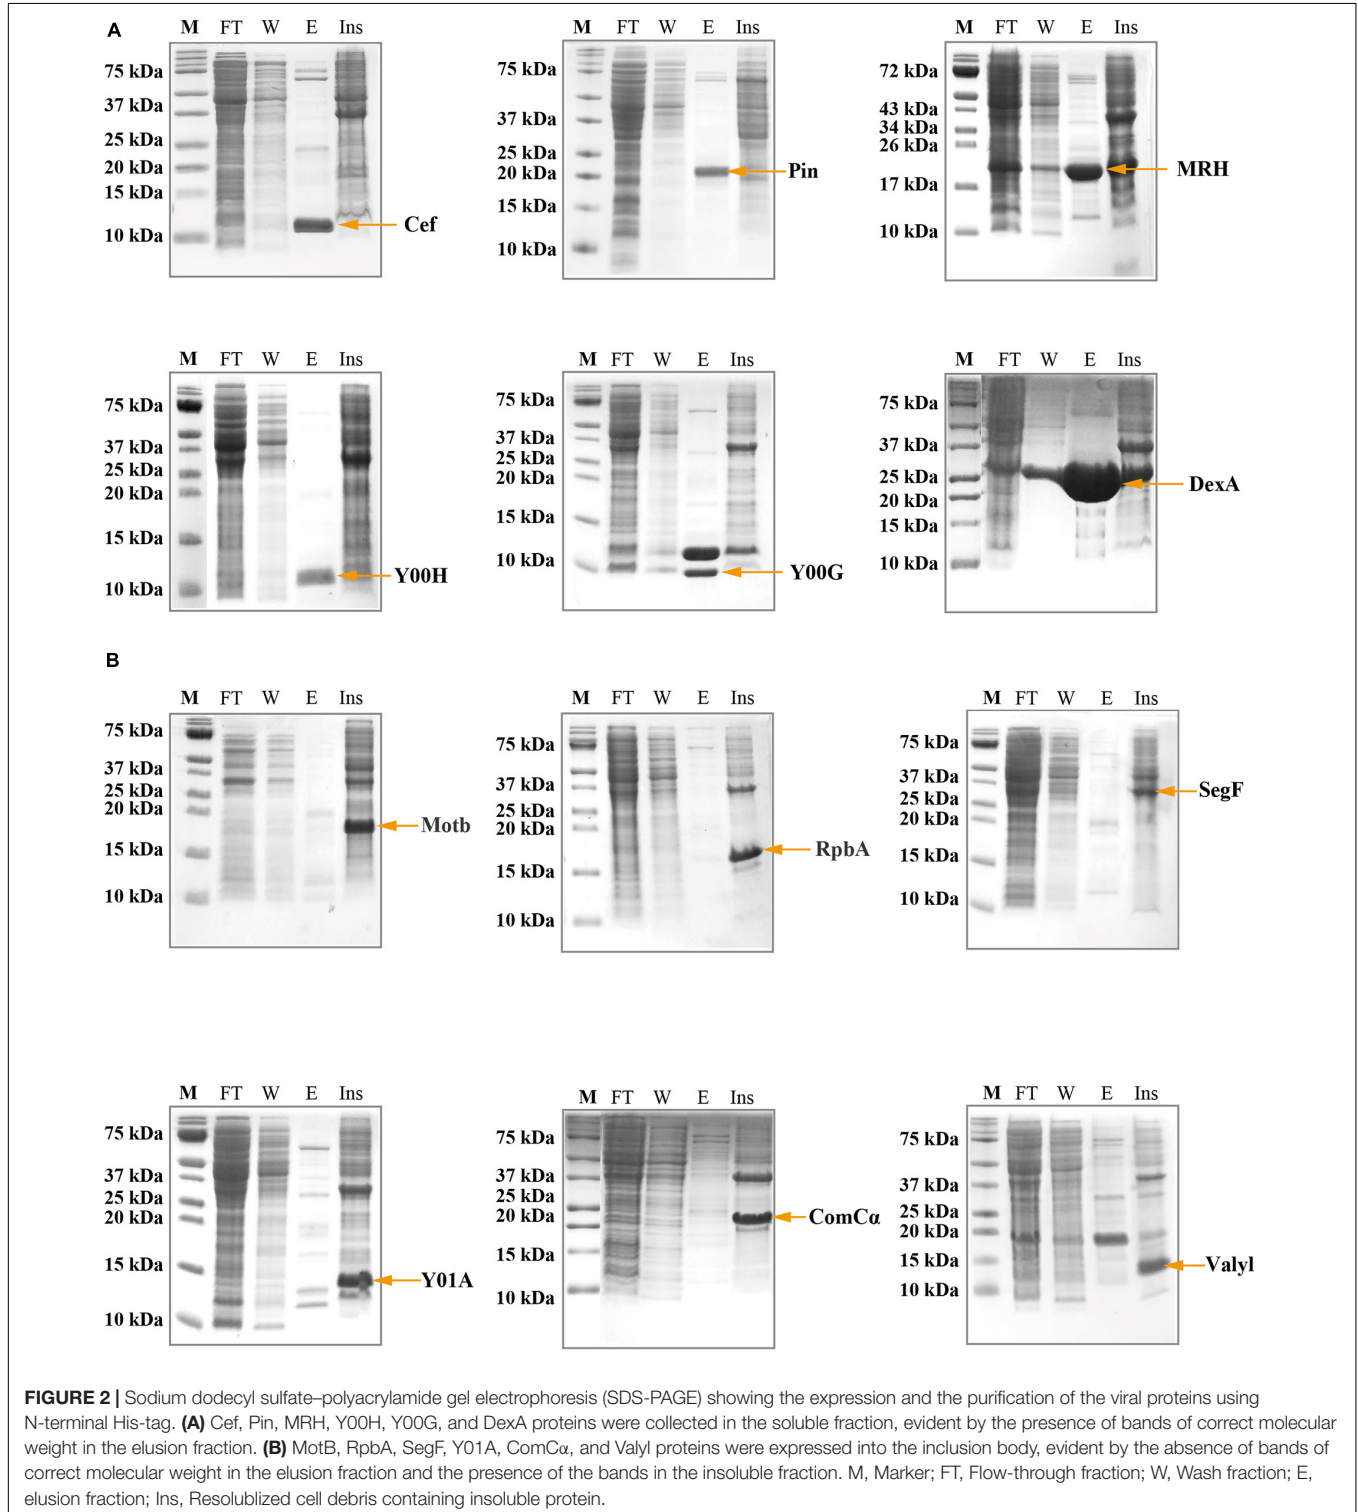 A
M FT W E Ins
75 kDa
37 kDa
25 kDa
20 kDa
15 kDa
10 kDa
Cef
M FT W E Ins
75 kDa
37 kDa
25 kDa
20 kDa
15 kDa
10 kDa
Pin
M FT W E Ins
72 kDa
43 kDa
34 kDa
26 kDa
17 kDa
10 kDa
MRH
M FT W E Ins
75 kDa
37 kDa
25 kDa
20 kDa
15 kDa
10 kDa
Y00H
M FT W E Ins
75 kDa
37 kDa
25 kDa
20 kDa
15 kDa
10 kDa
Y00G
M FT W E Ins
75 kDa
37 kDa
25 kDa
20 kDa
15 kDa
10 kDa
DexA
B
M FT W E Ins
75 kDa
37 kDa
25 kDa
20 kDa
15 kDa
10 kDa
Motb
M FT W E Ins
75 kDa
37 kDa
25 kDa
20 kDa
15 kDa
10 kDa
RpbA
M FT W E Ins
75 kDa
37 kDa
25 kDa
20 kDa
15 kDa
10 kDa
SegF
M FT W E Ins
75 kDa
37 kDa
25 kDa
20 kDa
15 kDa
10 kDa
Y01A
M FT W E Ins
75 kDa
37 kDa
25 kDa
20 kDa
15 kDa
10 kDa
ComCα
M FT W E Ins
75 kDa
37 kDa
25 kDa
20 kDa
15 kDa
10 kDa
Valyl
FIGURE 2 | Sodium dodecyl sulfate–polyacrylamide gel electrophoresis (SDS-PAGE) showing the expression and the purification of the viral proteins using
N-terminal His-tag. (A) Cef, Pin, MRH, Y00H, Y00G, and DexA proteins were collected in the soluble fraction, evident by the presence of bands of correct molecular
weight in the elusion fraction. (B) MotB, RpbA, SegF, Y01A, ComCα, and Valyl proteins were expressed into the inclusion body, evident by the absence of bands of
correct molecular weight in the elusion fraction and the presence of the bands in the insoluble fraction. M, Marker; FT, Flow-through fraction; W, Wash fraction; E,
elusion fraction; Ins, Resolublized cell debris containing insoluble protein.